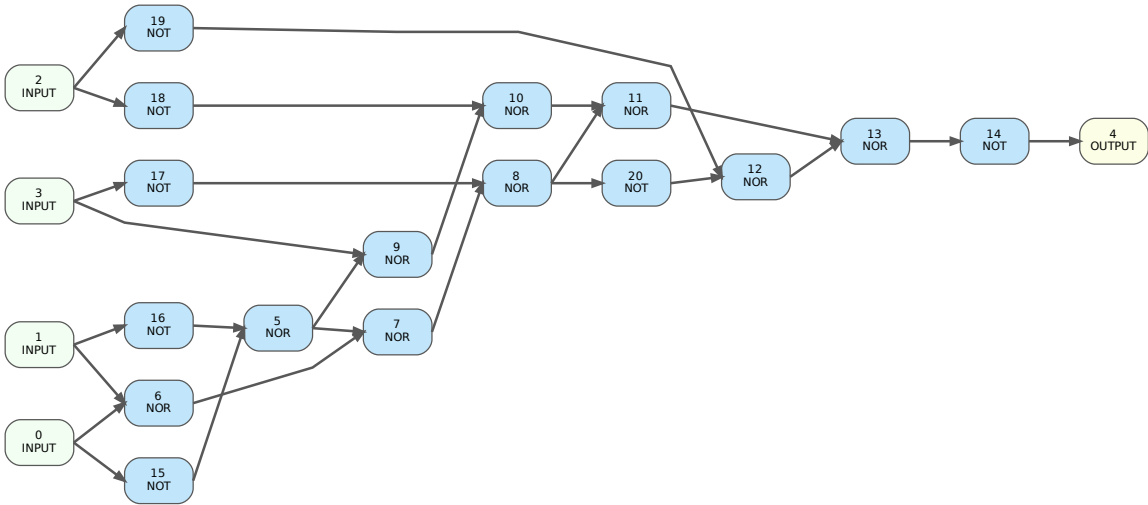 19
NOT
2
INPUT
18
NOT
10
NOR
11
NOR
13
NOR
14
NOT
4
OUTPUT
3
INPUT
17
NOT
8
NOR
20
NOT
12
NOR
9
NOR
1
INPUT
16
NOT
5
NOR
7
NOR
6
NOR
0
INPUT
15
NOT